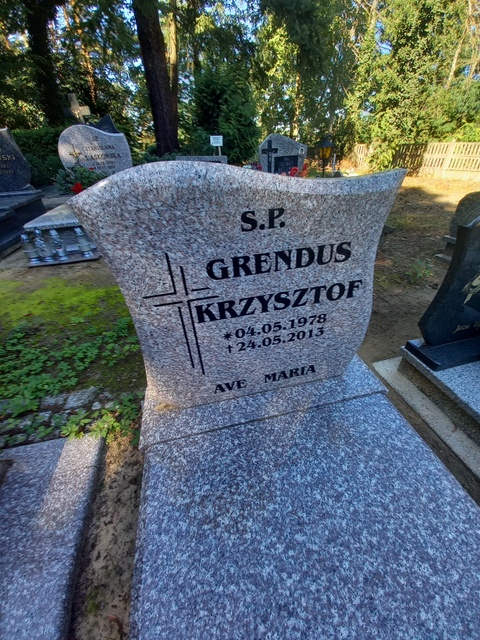 S.P.
GRENDUS
KRZYSZTOF
*04.05.1978
†24.05.2013
AVE MARIA